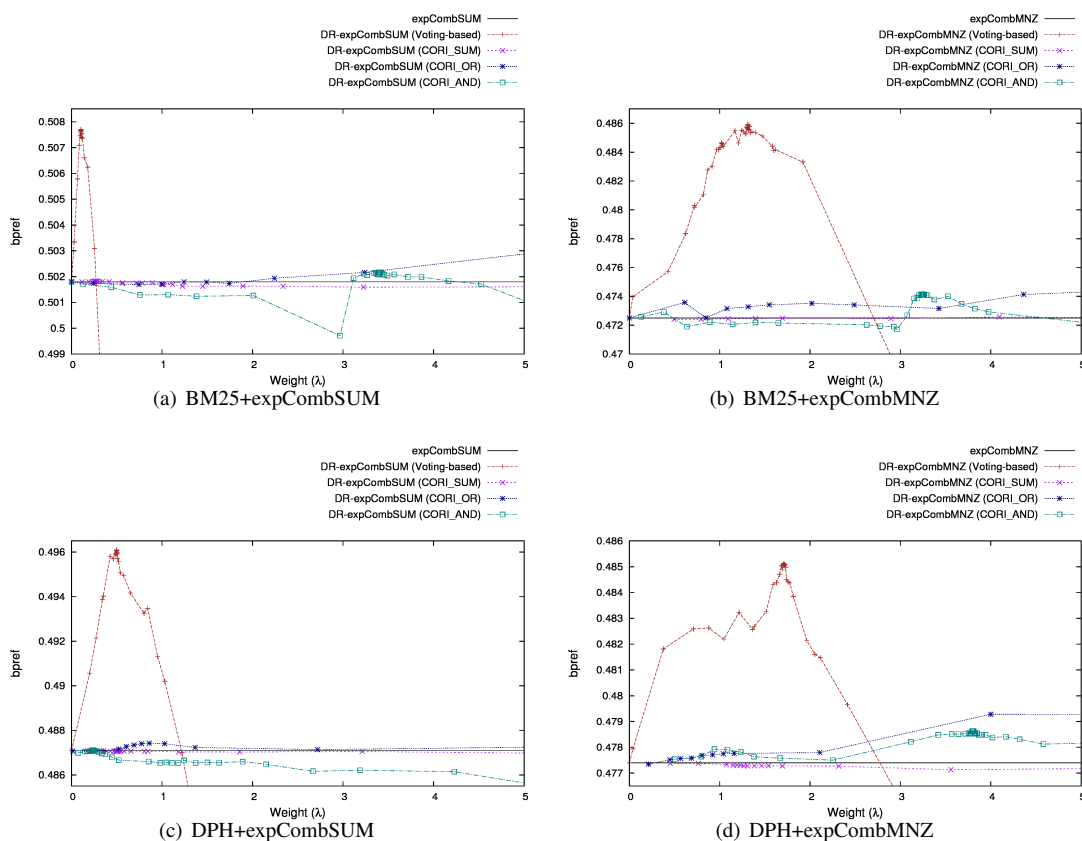 expCombSUM
DR-expCombSUM (Voting-based)
DR-expCombSUM (CORI_SUM)
DR-expCombSUM (CORI_OR)
DR-expCombSUM (CORI_AND)
0.508
0.507
0.506
0.505
0.504
0.503
0.502
0.501
0.5
0.499
bpref
0 1 2 3 4 5
Weight (λ)
(a) BM25+expCombSUM
expCombMNZ
DR-expCombMNZ (Voting-based)
DR-expCombMNZ (CORI_SUM)
DR-expCombMNZ (CORI_OR)
DR-expCombMNZ (CORI_AND)
0.486
0.484
0.482
0.48
0.478
0.476
0.474
0.472
0.47
bpref
0 1 2 3 4 5
Weight (λ)
(b) BM25+expCombMNZ
expCombSUM
DR-expCombSUM (Voting-based)
DR-expCombSUM (CORI_SUM)
DR-expCombSUM (CORI_OR)
DR-expCombSUM (CORI_AND)
0.496
0.494
0.492
0.49
0.488
0.486
bpref
0 1 2 3 4 5
Weight (λ)
(c) DPH+expCombSUM
expCombMNZ
DR-expCombMNZ (Voting-based)
DR-expCombMNZ (CORI_SUM)
DR-expCombMNZ (CORI_OR)
DR-expCombMNZ (CORI_AND)
0.486
0.485
0.484
0.483
0.482
0.481
0.48
0.479
0.478
0.477
bpref
0 1 2 3 4 5
Weight (λ)
(d) DPH+expCombMNZ